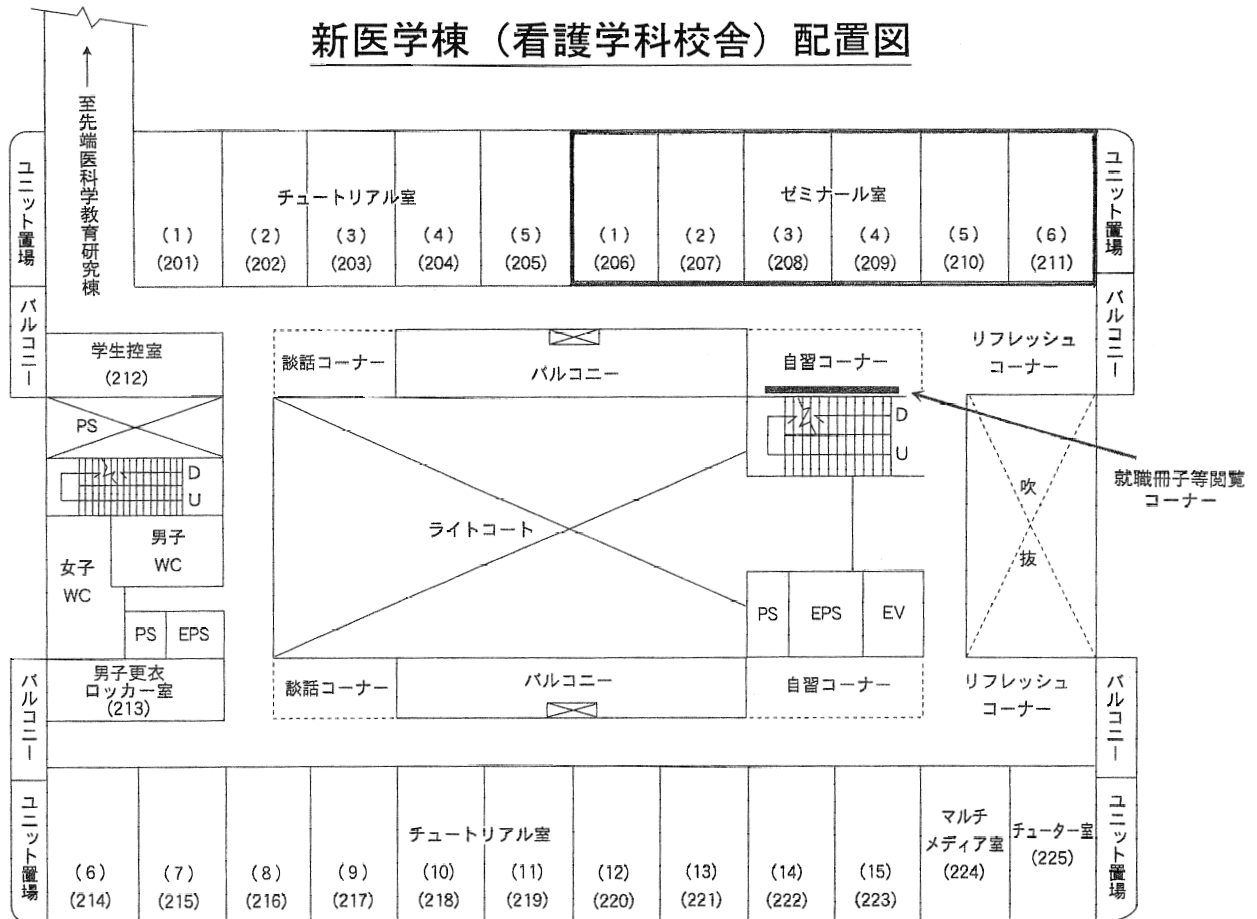 新医学棟（看護学科校舎）配置図
至先端医科学教育研究棟
ユニット置場
チュートリアル室
ゼミナール室
ユニット置場
(1) (2) (3) (4) (5) (1) (2) (3) (4) (5) (6)
(201) (202) (203) (204) (205) (206) (207) (208) (209) (210) (211)
バルコニー
バルコニー
学生控室
(212)
談話コーナー
バルコニー
自習コーナー
リフレッシュ
コーナー
PS
D
U
D
U
就職冊子等閲覧
コーナー
吹
抜
ライトコート
男子
WC
女子
WC
PS
EPS
PS
EPS
EV
男子更衣
ロッカー室
(213)
談話コーナー
バルコニー
自習コーナー
リフレッシュ
コーナー
バルコニー
バルコニー
ユニット置場
チュートリアル室
マルチ
メディア室
(224)
チューター室
(225)
ユニット置場
(6) (7) (8) (9) (10) (11) (12) (13) (14) (15)
(214) (215) (216) (217) (218) (219) (220) (221) (222) (223)